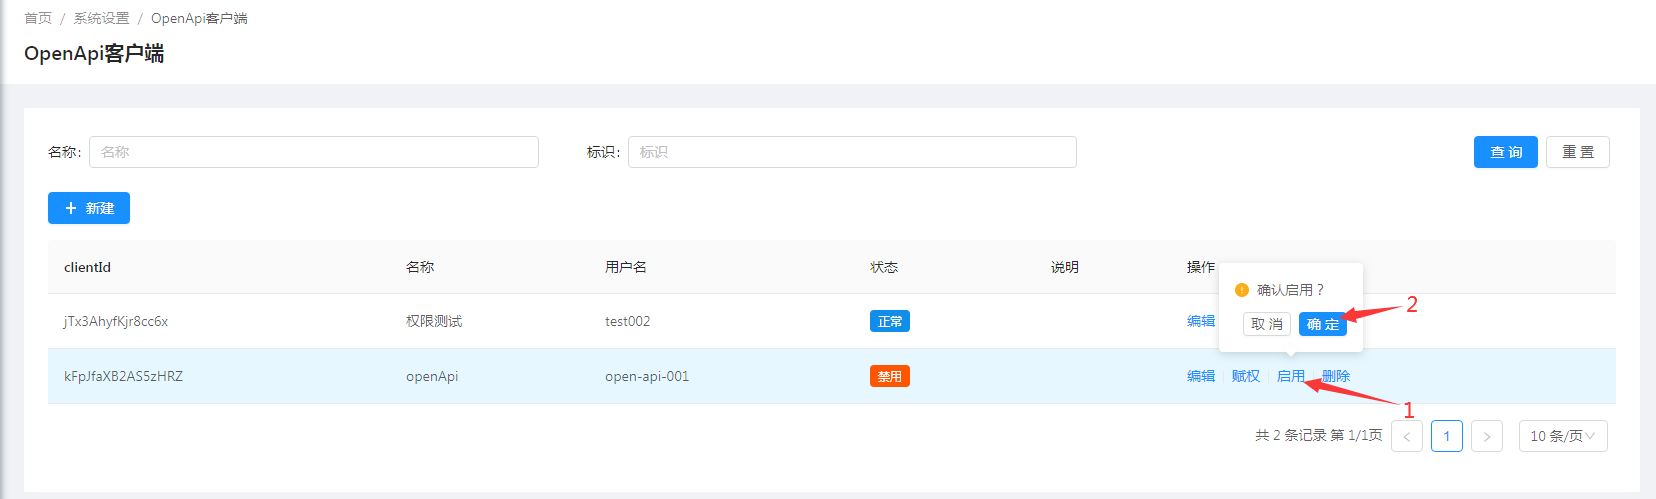 首页 / 系统设置 / OpenApi客户端
OpenApi客户端
名称: 名称 标识: 标识 查 询 重 置
+ 新建
clientId 名称 用户名 状态 说明 操作
确认启用？
jTx3AhyfKjr8cc6x 权限测试 test002 正常 编辑 取 消 确 定 2
kFpJfaXB2AS5zHRZ openApi open-api-001 禁用 编辑 赋权 启用 删除
1
共 2 条记录 第 1/1页 < 1 > 10 条/页